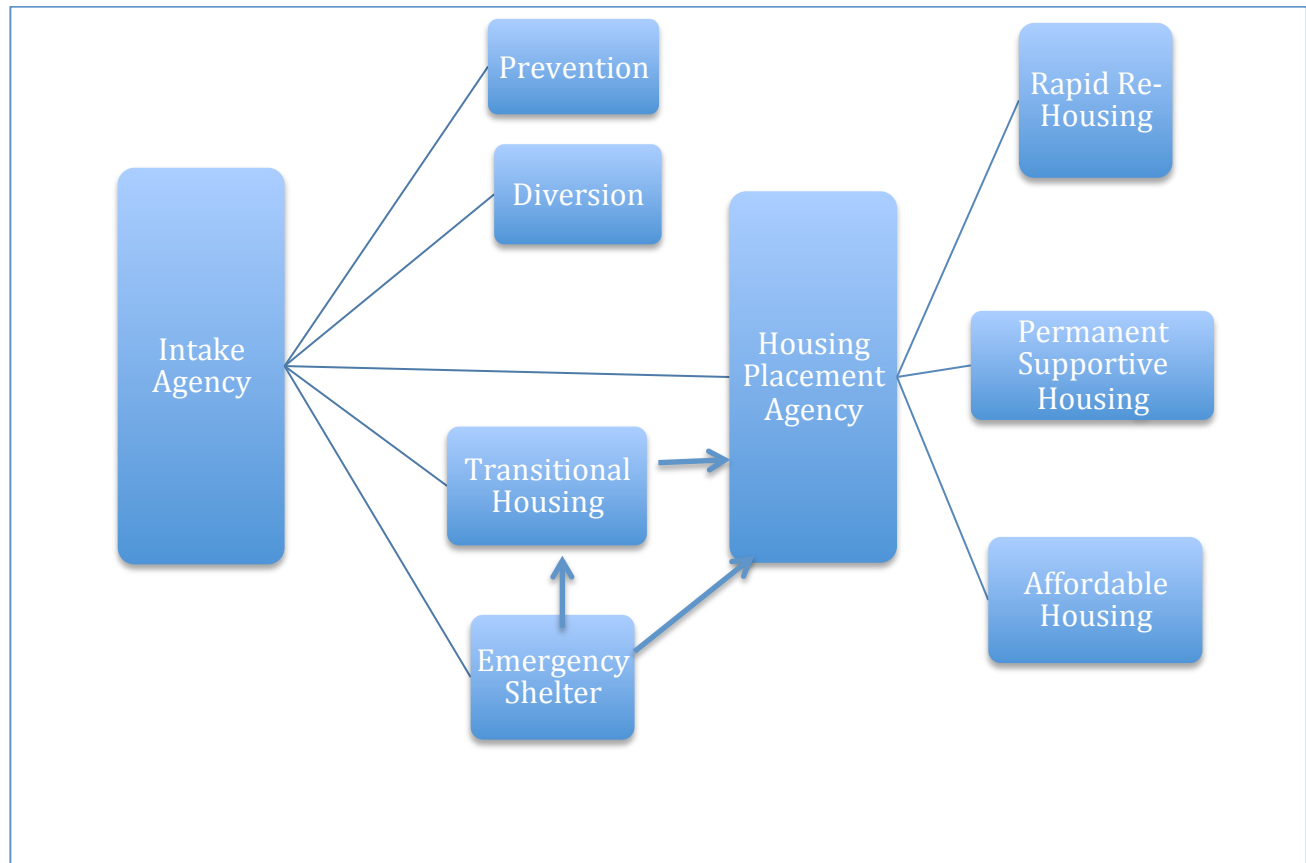 Prevention
Diversion
Intake
Agency
Transitional
Housing
Emergency
Shelter
Housing
Placement
Agency
Rapid Re-
Housing
Permanent
Supportive
Housing
Affordable
Housing